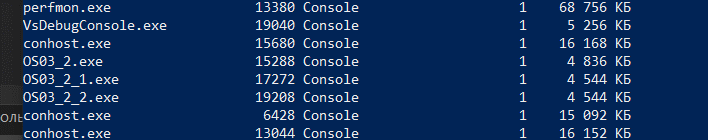 perfmon.exe 13380 Console 1 68 756 КБ
VsDebugConsole.exe 19040 Console 1 5 256 КБ
conhost.exe 15680 Console 1 16 168 КБ
OS03_2.exe 15288 Console 1 4 836 КБ
OS03_2_1.exe 17272 Console 1 4 544 КБ
OS03_2_2.exe 19208 Console 1 4 544 КБ
conhost.exe 6428 Console 1 15 092 КБ
conhost.exe 13044 Console 1 16 152 КБ